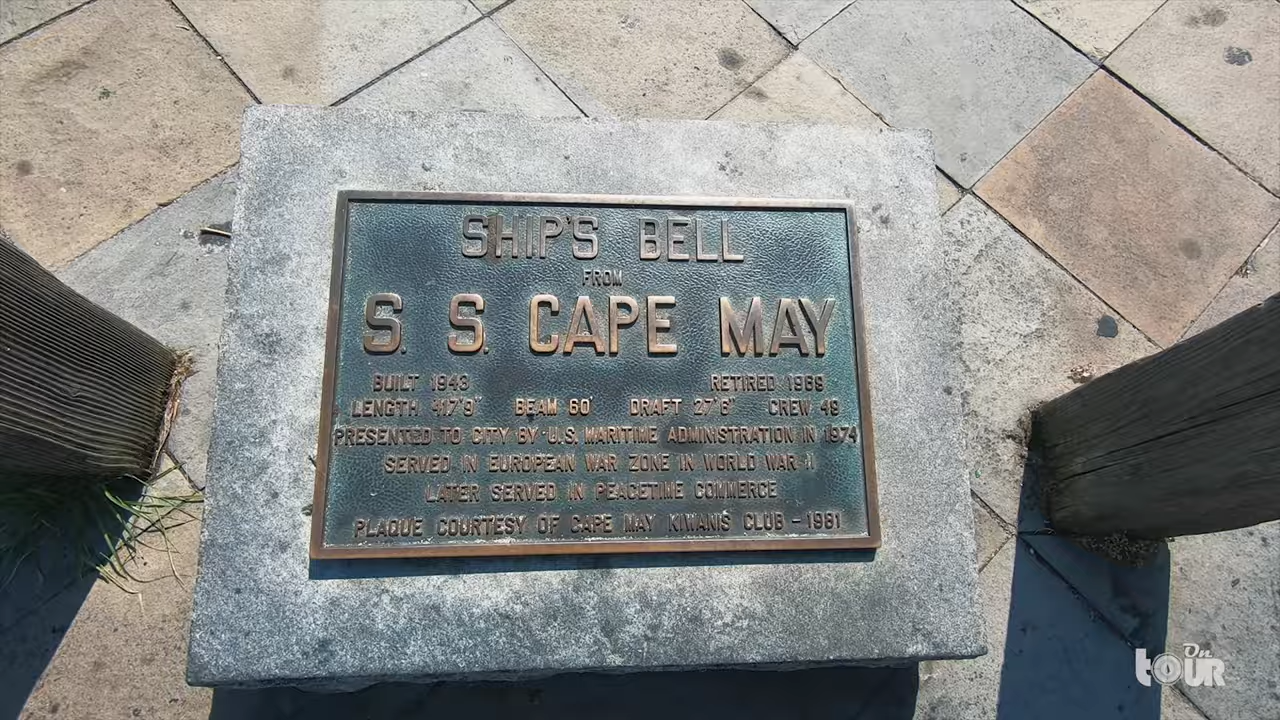 SHIP'S BELL
FROM
S. S. CAPE MAY
BUILT 1943 RETIRED 1969
LENGTH 417'9" BEAM 60' DRAFT 27'6" CREW 49
PRESENTED TO CITY BY U.S. MARITIME ADMINISTRATION IN 1974
SERVED IN EUROPEAN WAR ZONE IN WORLD WAR II
LATER SERVED IN PEACETIME COMMERCE
PLAQUE COURTESY OF CAPE MAY KIWANIS CLUB - 1981
On
toUR